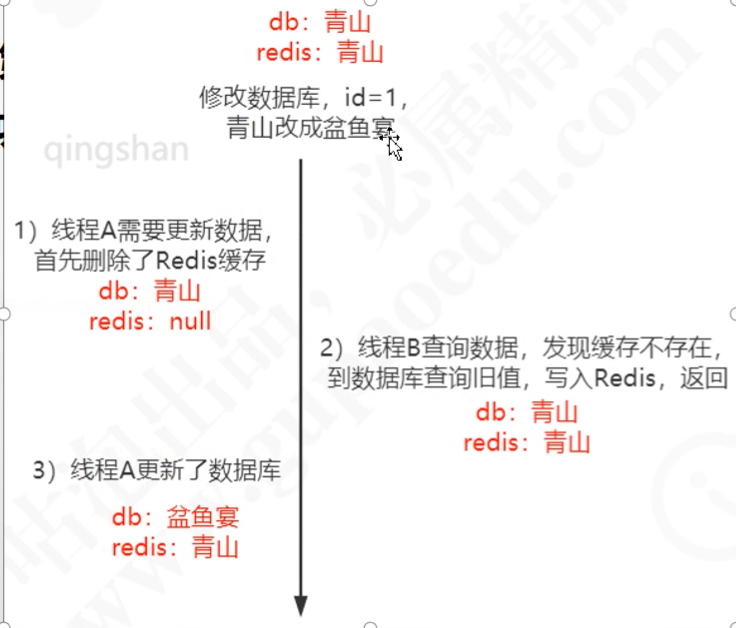 db：青山
redis：青山
修改数据库，id=1，
青山改成盆鱼宴
qingshan
1）线程A需要更新数据，
首先删除了Redis缓存
db：青山
redis：null
2）线程B查询数据，发现缓存不存在，
到数据库查询旧值，写入Redis，返回
db：青山
redis：青山
3）线程A更新了数据库
db：盆鱼宴
redis：青山